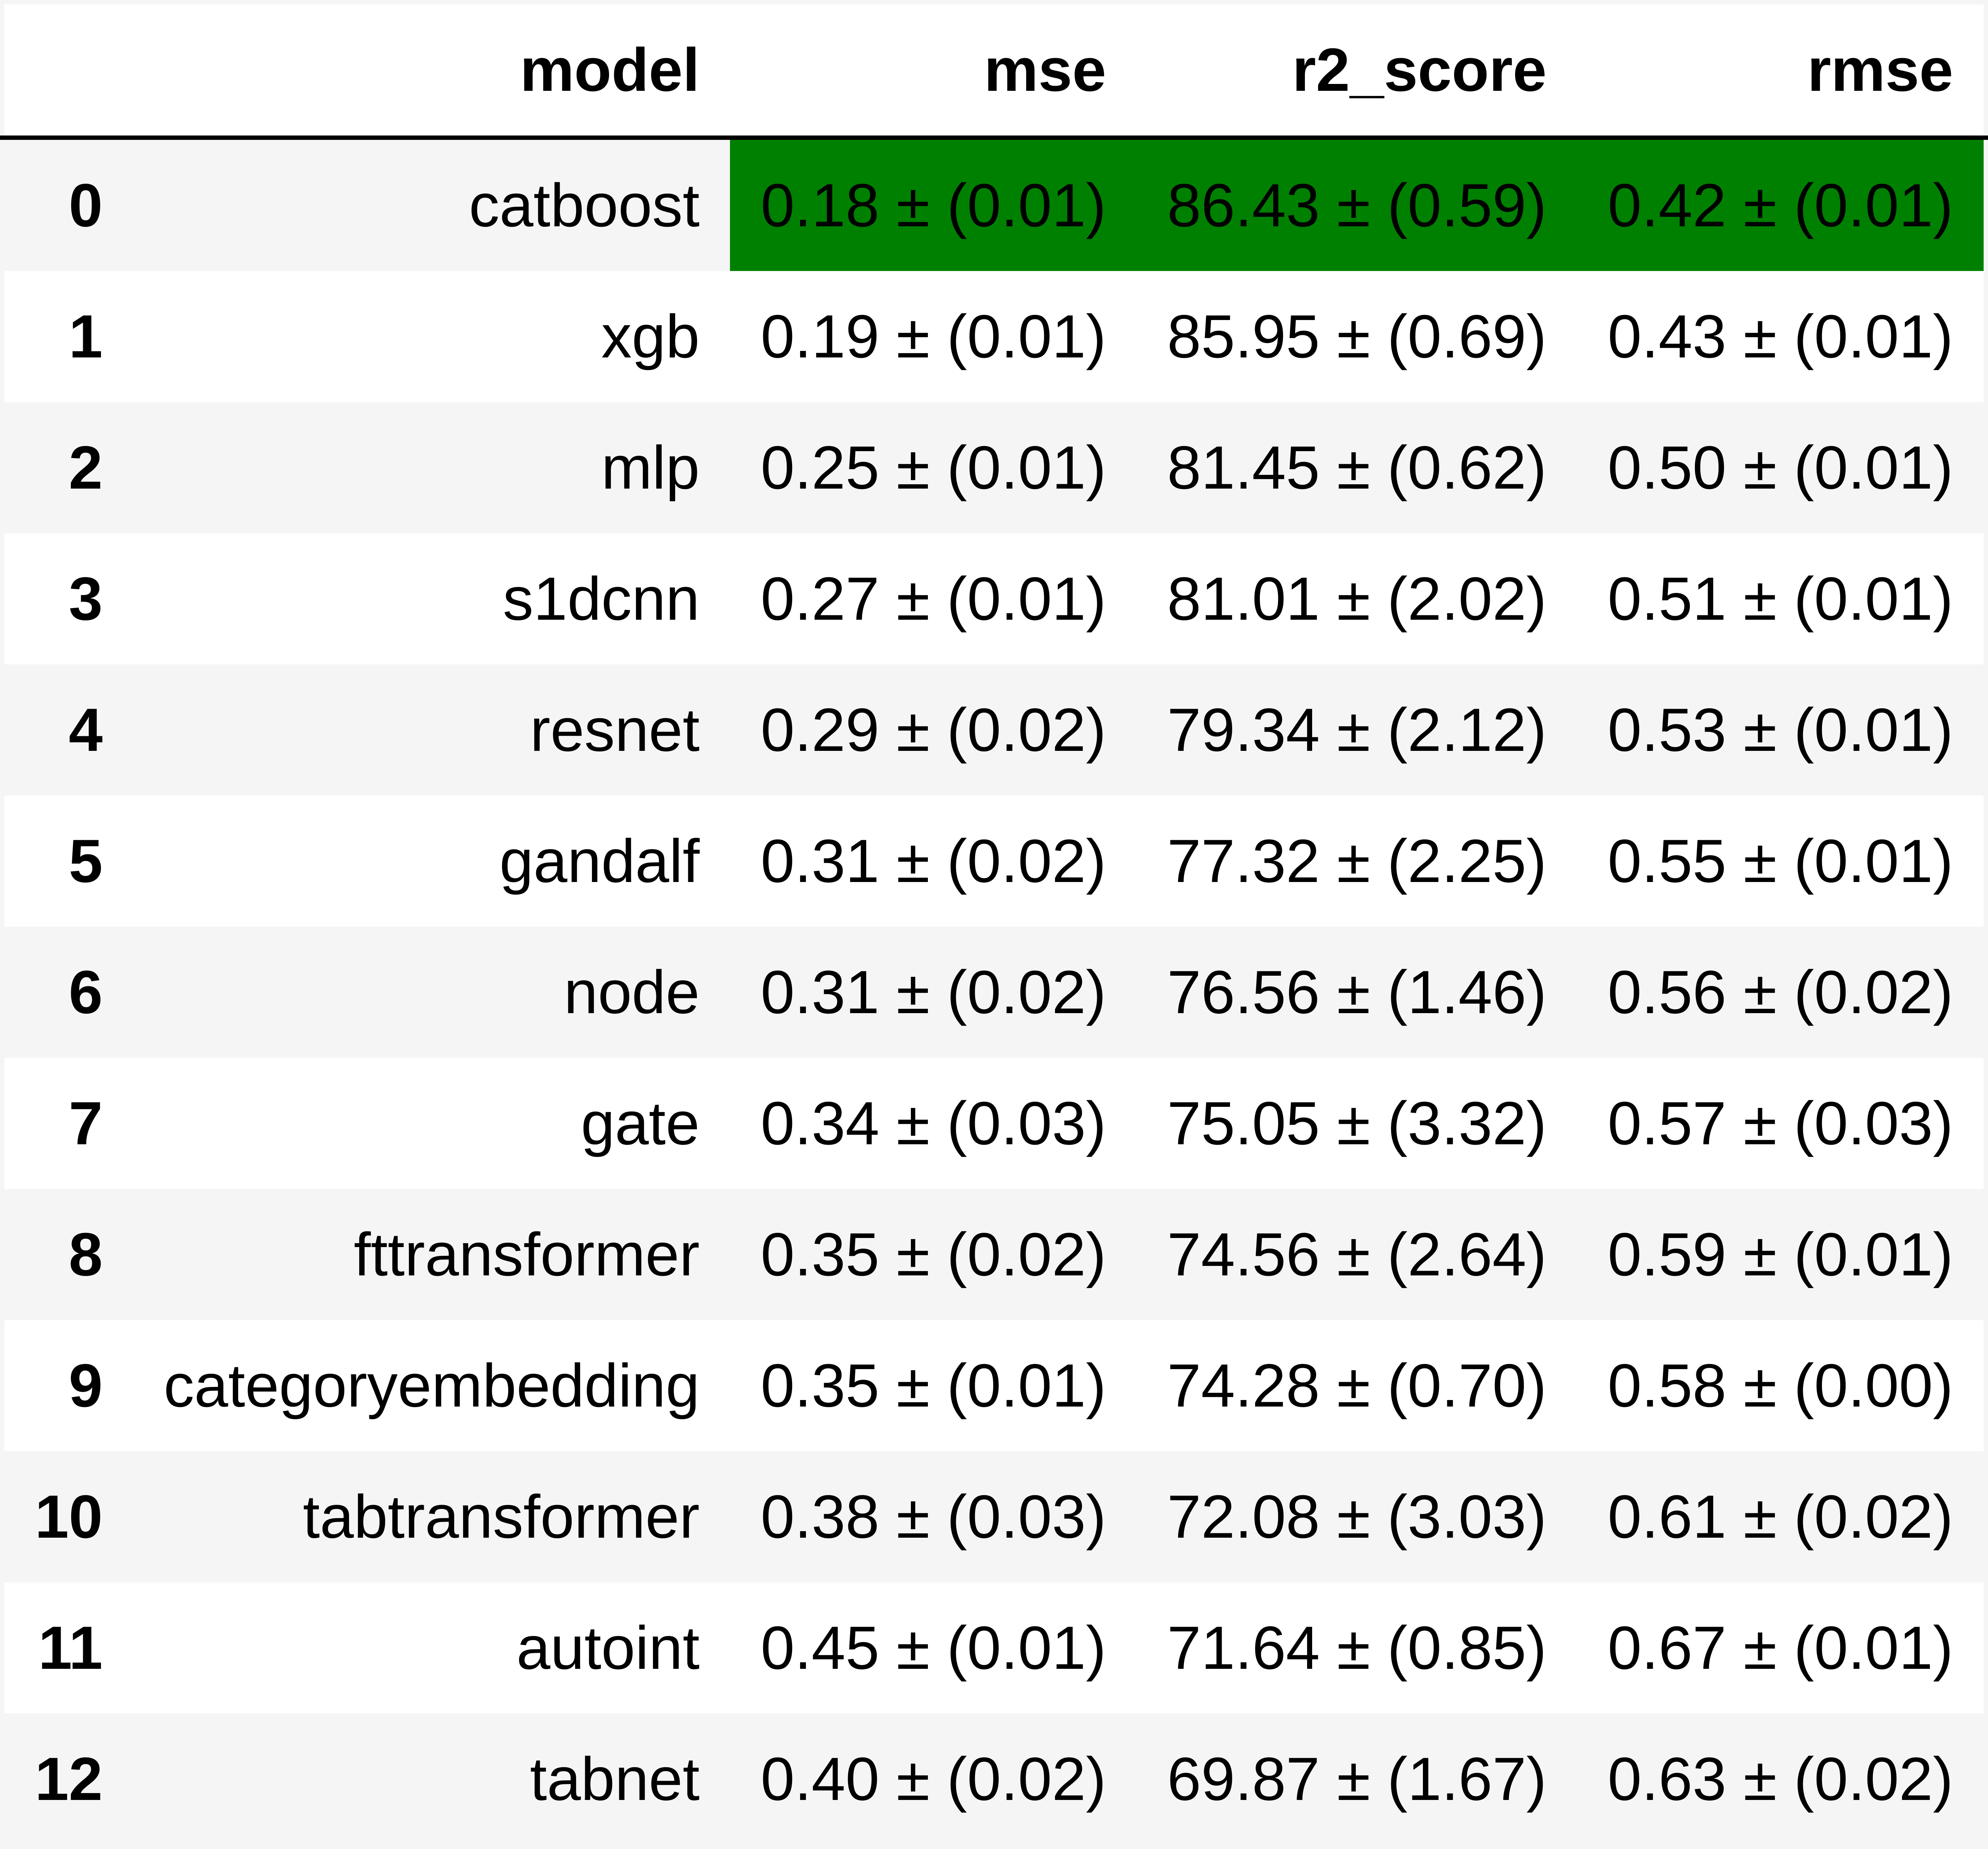 model mse r2_score rmse
0 catboost 0.18 ± (0.01) 86.43 ± (0.59) 0.42 ± (0.01)
1 xgb 0.19 ± (0.01) 85.95 ± (0.69) 0.43 ± (0.01)
2 mlp 0.25 ± (0.01) 81.45 ± (0.62) 0.50 ± (0.01)
3 s1dcnn 0.27 ± (0.01) 81.01 ± (2.02) 0.51 ± (0.01)
4 resnet 0.29 ± (0.02) 79.34 ± (2.12) 0.53 ± (0.01)
5 gandalf 0.31 ± (0.02) 77.32 ± (2.25) 0.55 ± (0.01)
6 node 0.31 ± (0.02) 76.56 ± (1.46) 0.56 ± (0.02)
7 gate 0.34 ± (0.03) 75.05 ± (3.32) 0.57 ± (0.03)
8 fttransformer 0.35 ± (0.02) 74.56 ± (2.64) 0.59 ± (0.01)
9 categoryembedding 0.35 ± (0.01) 74.28 ± (0.70) 0.58 ± (0.00)
10 tabtransformer 0.38 ± (0.03) 72.08 ± (3.03) 0.61 ± (0.02)
11 autoint 0.45 ± (0.01) 71.64 ± (0.85) 0.67 ± (0.01)
12 tabnet 0.40 ± (0.02) 69.87 ± (1.67) 0.63 ± (0.02)